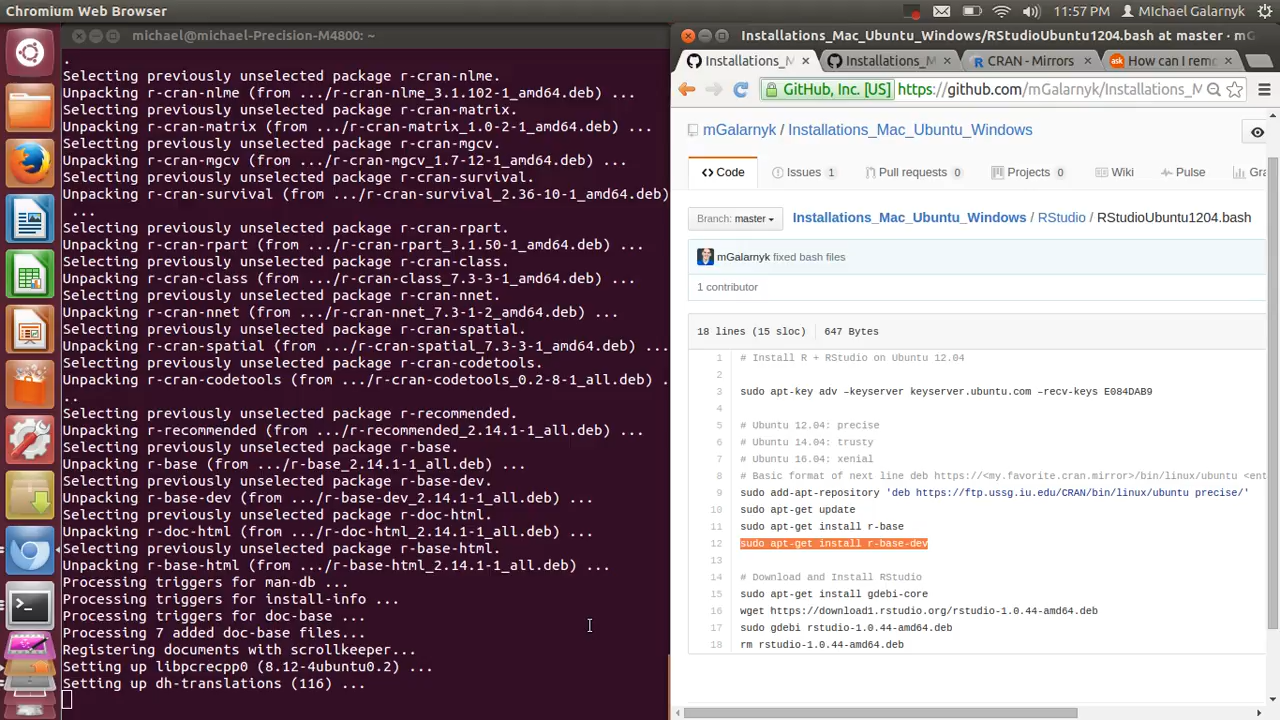 Chromium Web Browser
11:57 PM
MIchael Galarnyk
michael@michael-Precision-M4800: ~
.
Selecting previously unselected package r-cran-nlme.
Unpacking r-cran-nlme (from .../r-cran-nlme_3.1.102-1_amd64.deb) ...
Selecting previously unselected package r-cran-matrix.
Unpacking r-cran-matrix (from .../r-cran-matrix_1.0-2-1_amd64.deb) ...
Selecting previously unselected package r-cran-mgcv.
Unpacking r-cran-mgcv (from .../r-cran-mgcv_1.7-12-1_amd64.deb) ...
Selecting previously unselected package r-cran-survival.
Unpacking r-cran-survival (from .../r-cran-survival_2.36-10-1_amd64.deb)
...
Selecting previously unselected package r-cran-rpart.
Unpacking r-cran-rpart (from .../r-cran-rpart_3.1.50-1_amd64.deb) ...
Selecting previously unselected package r-cran-class.
Unpacking r-cran-class (from .../r-cran-class_7.3-3-1_amd64.deb) ...
Selecting previously unselected package r-cran-nnet.
Unpacking r-cran-nnet (from .../r-cran-nnet_7.3-1-2_amd64.deb) ...
Selecting previously unselected package r-cran-spatial.
Unpacking r-cran-spatial (from .../r-cran-spatial_7.3-3-1_amd64.deb) ...
Selecting previously unselected package r-cran-codetools.
Unpacking r-cran-codetools (from .../r-cran-codetools_0.2-8-1_all.deb) .
..
Selecting previously unselected package r-recommended.
Unpacking r-recommended (from .../r-recommended_2.14.1-1_all.deb) ...
Selecting previously unselected package r-base.
Unpacking r-base (from .../r-base_2.14.1-1_all.deb) ...
Selecting previously unselected package r-base-dev.
Unpacking r-base-dev (from .../r-base-dev_2.14.1-1_all.deb) ...
Selecting previously unselected package r-doc-html.
Unpacking r-doc-html (from .../r-doc-html_2.14.1-1_all.deb) ...
Selecting previously unselected package r-base-html.
Unpacking r-base-html (from .../r-base-html_2.14.1-1_all.deb) ...
Processing triggers for man-db ...
Processing triggers for install-info ...
Processing triggers for doc-base ...
Processing 7 added doc-base files...
Registering documents with scrollkeeper...
Setting up libpcrecpp0 (8.12-4ubuntu0.2) ...
Setting up dh-translations (116) ...
Installations_Mac_Ubuntu_Windows/RStudioUbuntu1204.bash at master · mG
Installations_M
Installations_M
CRAN - Mirrors
ask
How can I remo
GitHub, Inc. [US]
https://github.com/mGalarnyk/Installations_M
mGalarnyk / Installations_Mac_Ubuntu_Windows
Code
Issues 1
Pull requests 0
Projects 0
Wiki
Pulse
Gra
Branch: master
Installations_Mac_Ubuntu_Windows / RStudio / RStudioUbuntu1204.bash
mGalarnyk fixed bash files
1 contributor
18 lines (15 sloc)
647 Bytes
1 # Install R + RStudio on Ubuntu 12.04
2
3 sudo apt-key adv –keyserver keyserver.ubuntu.com –recv-keys E084DAB9
4
5 # Ubuntu 12.04: precise
6 # Ubuntu 14.04: trusty
7 # Ubuntu 16.04: xenial
8 # Basic format of next line deb https://<my.favorite.cran.mirror>/bin/linux/ubuntu <ent
9 sudo add-apt-repository 'deb https://ftp.ussg.iu.edu/CRAN/bin/linux/ubuntu precise/'
10 sudo apt-get update
11 sudo apt-get install r-base
12 sudo apt-get install r-base-dev
13
14 # Download and Install RStudio
15 sudo apt-get install gdebi-core
16 wget https://download1.rstudio.org/rstudio-1.0.44-amd64.deb
17 sudo gdebi rstudio-1.0.44-amd64.deb
18 rm rstudio-1.0.44-amd64.deb